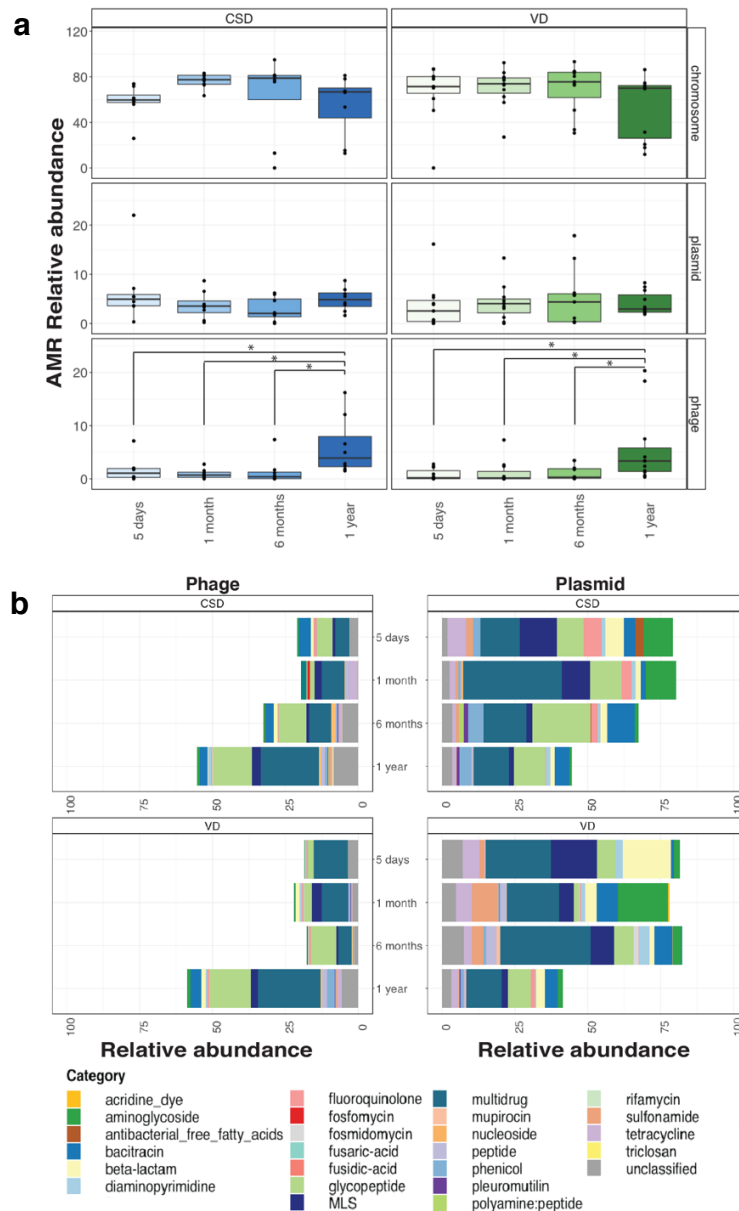 a
CSD
VD
AMR Relative abundance
120
80
40
0
chromosome
20
10
0
plasmid
20
10
0
phage
* * *
* * *
5 days
1 month
6 months
1 year
5 days
1 month
6 months
1 year
b
Phage
Plasmid
CSD
CSD
5 days
1 month
6 months
1 year
100
75
50
25
0
0
25
50
75
100
VD
VD
5 days
1 month
6 months
1 year
100
75
50
25
0
0
25
50
75
100
Relative abundance
Relative abundance
Category
acridine_dye
aminoglycoside
antibacterial_free_fatty_acids
bacitracin
beta-lactam
diaminopyrimidine
fluoroquinolone
fosfomycin
fosmidomycin
fusaric-acid
fusidic-acid
glycopeptide
MLS
multidrug
mupirocin
nucleoside
peptide
phenicol
pleuromutilin
polyamine:peptide
rifamycin
sulfonamide
tetracycline
triclosan
unclassified